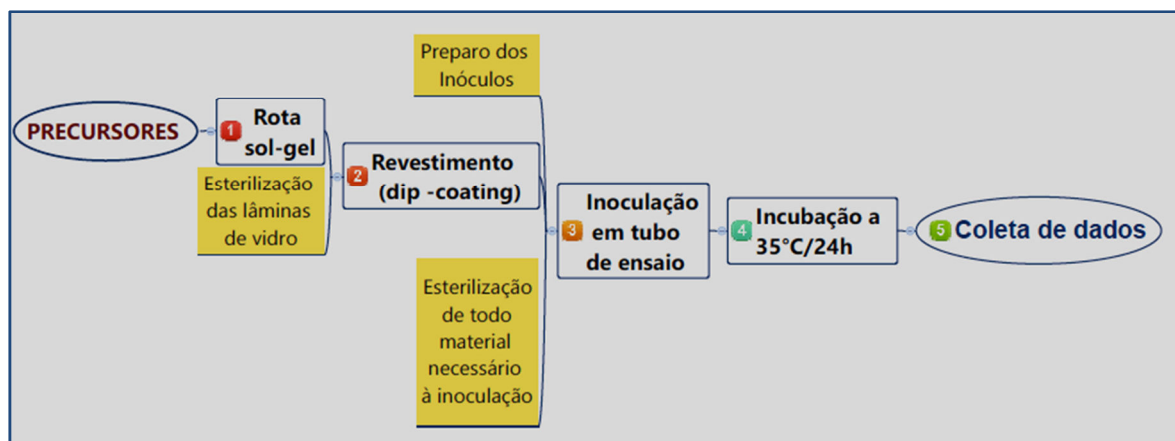 PRECURSORES
1
Rota
sol-gel
Esterilização
das lâminas
de vidro
2
Revestimento
(dip -coating)
Preparo dos
Inóculos
Esterilização
de todo
material
necessário
à inoculação
3
Inoculação
em tubo
de ensaio
4
Incubação a
35°C/24h
5
Coleta de dados